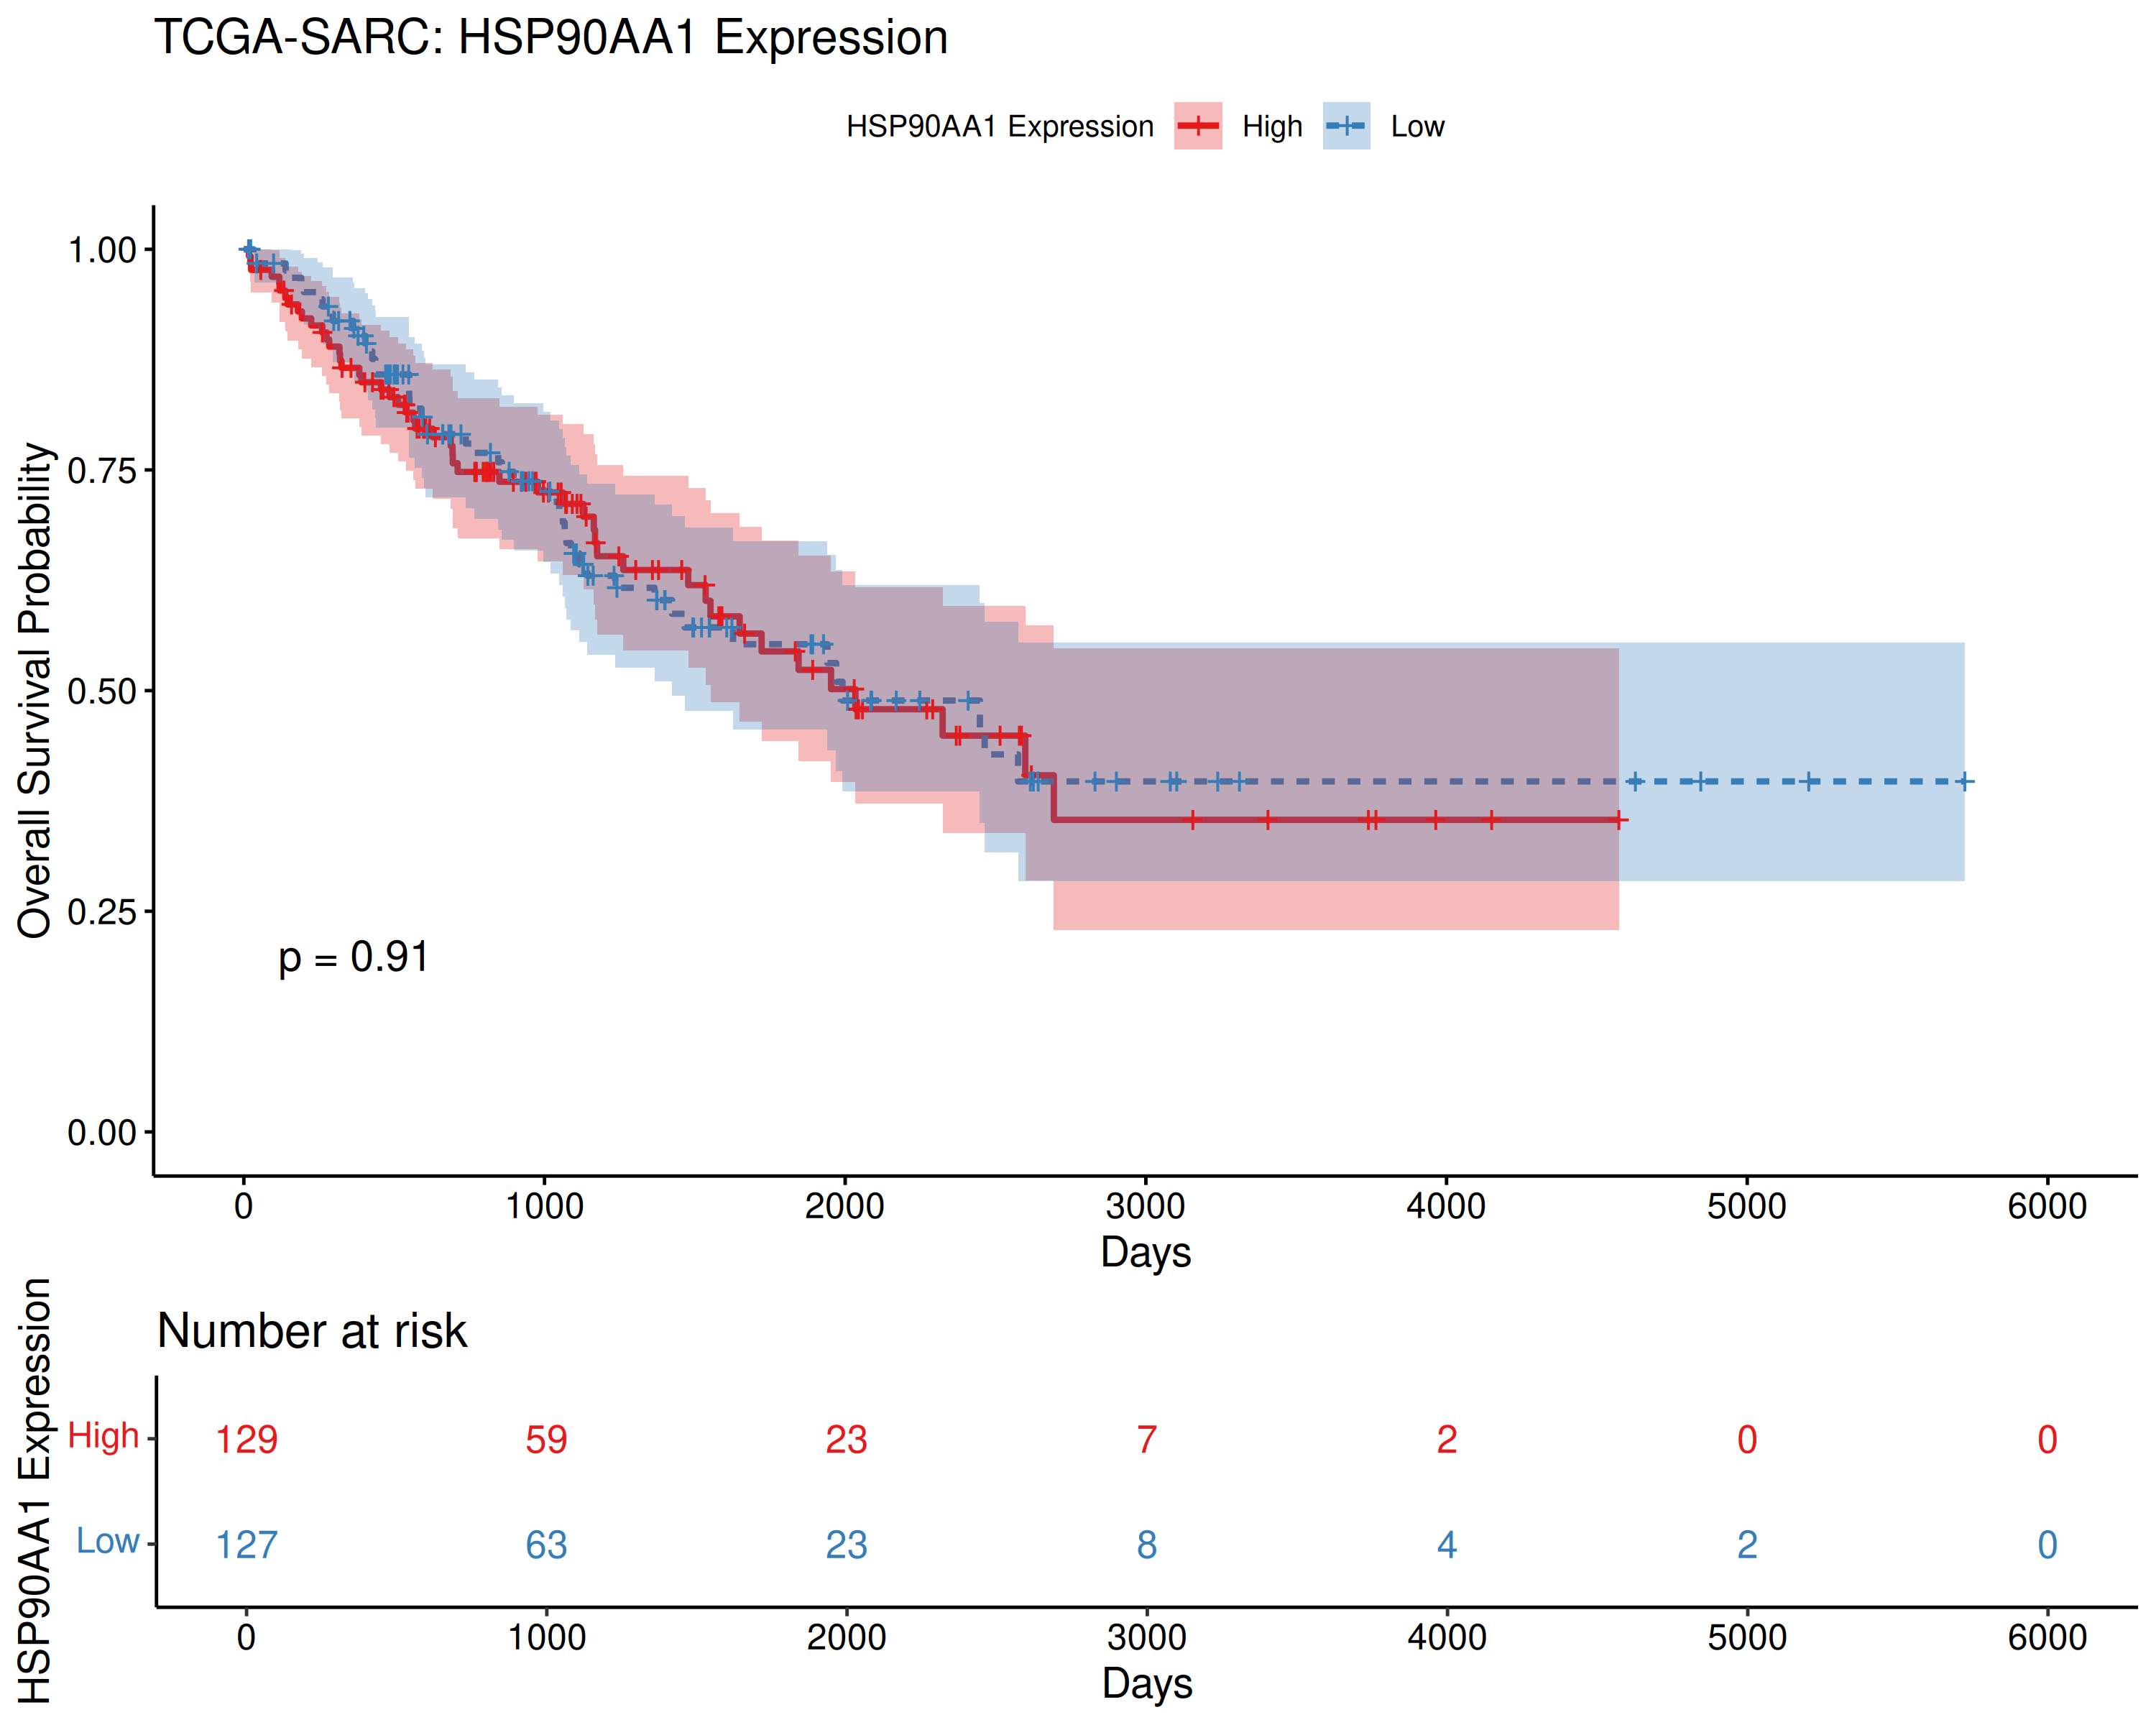 TCGA-SARC: HSP90AA1 Expression
HSP90AA1 Expression High Low
Overall Survival Probability
1.00
0.75
0.50
0.25
0.00
p = 0.91
0 1000 2000 3000 4000 5000 6000
Days
Number at risk
HSP90AA1 Expression
High 129 59 23 7 2 0 0
Low 127 63 23 8 4 2 0
0 1000 2000 3000 4000 5000 6000
Days